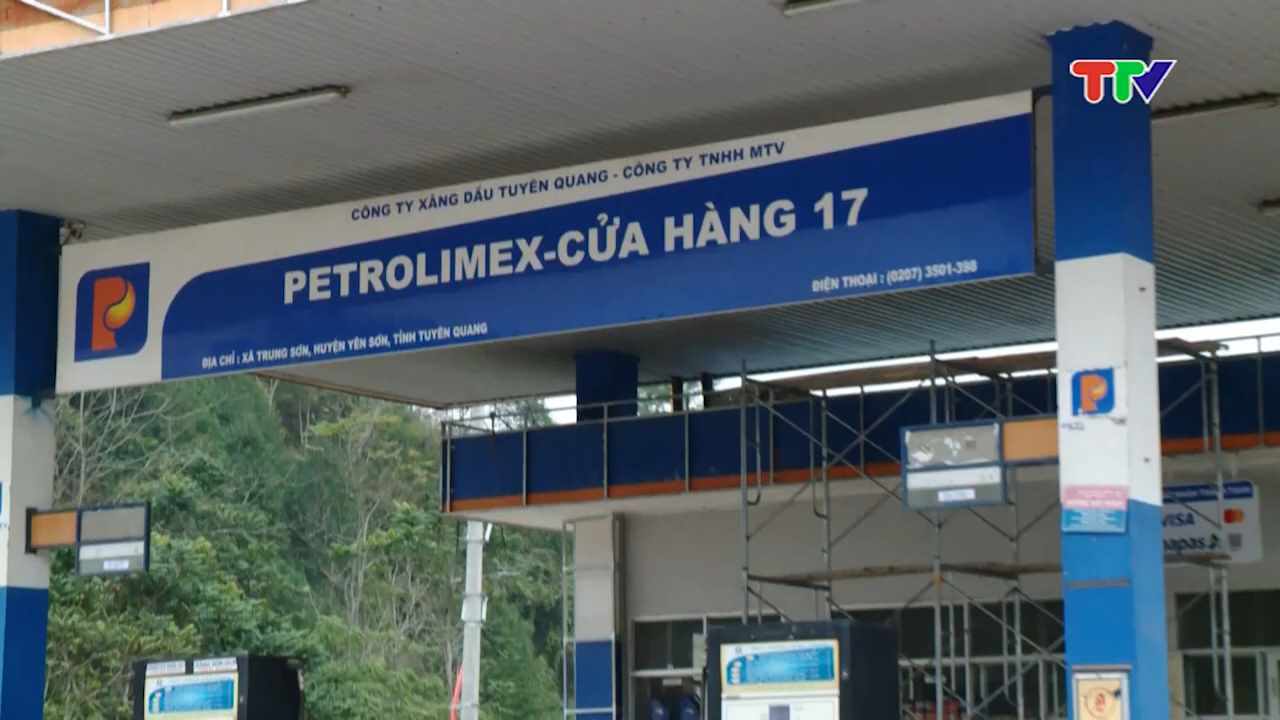 TTV
CÔNG TY XĂNG DẦU TUYÊN QUANG - CÔNG TY TNHH MTV
PETROLIMEX-CỬA HÀNG 17
ĐIỆN THOẠI : (0207) 3501-398
ĐỊA CHỈ : XÃ TRUNG SƠN, HUYỆN YÊN SƠN, TỈNH TUYÊN QUANG
VISA
napas